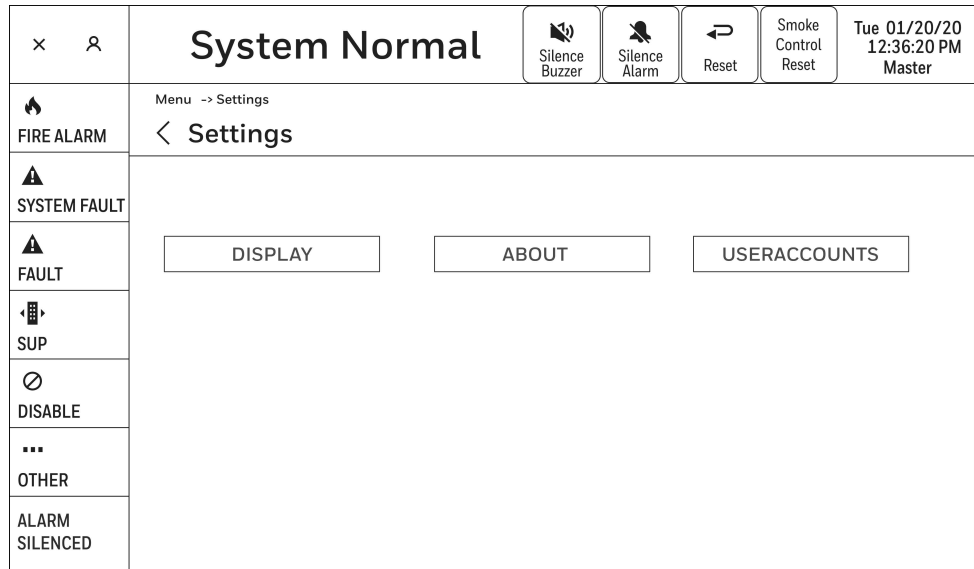 System Normal
Silence
Buzzer
Silence
Alarm
Reset
Smoke
Control
Reset
Tue 01/20/20
12:36:20 PM
Master
Menu -> Settings
Settings
FIRE ALARM
SYSTEM FAULT
FAULT
SUP
DISABLE
OTHER
ALARM
SILENCED
DISPLAY
ABOUT
USERACCOUNTS